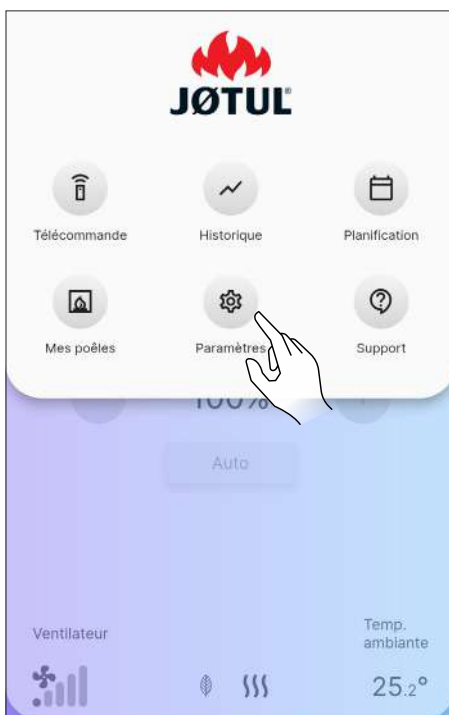 JØTUL®
Télécommande
Historique
Planification
Mes poêles
Paramètres
Support
100%
Auto
Ventilateur
Temp.
ambiante
25.2°